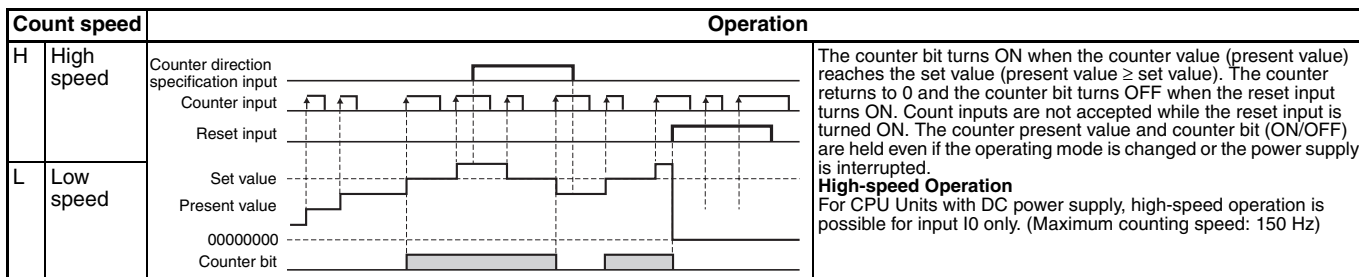 Count speed
Operation
H
High
speed
L
Low
speed
Counter direction
specification input
Counter input
Reset input
Set value
Present value
00000000
Counter bit
The counter bit turns ON when the counter value (present value)
reaches the set value (present value ≥ set value). The counter
returns to 0 and the counter bit turns OFF when the reset input
turns ON. Count inputs are not accepted while the reset input is
turned ON. The counter present value and counter bit (ON/OFF)
are held even if the operating mode is changed or the power supply
is interrupted.
High-speed Operation
For CPU Units with DC power supply, high-speed operation is
possible for input I0 only. (Maximum counting speed: 150 Hz)